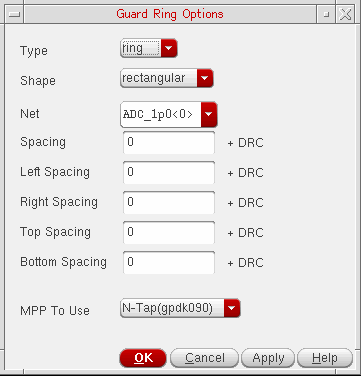 Guard Ring Options
Type ring
Shape rectangular
Net ADC_1p0<0>
Spacing 0 + DRC
Left Spacing 0 + DRC
Right Spacing 0 + DRC
Top Spacing 0 + DRC
Bottom Spacing 0 + DRC
MPP To Use N-Tap(gpdk090)
OK Cancel Apply Help